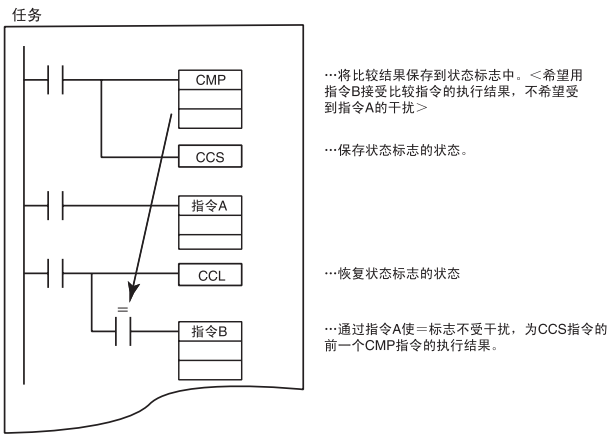 任务
CMP
…将比较结果保存到状态标志中。＜希望用
指令B接受比较指令的执行结果，不希望受
到指令A的干扰＞
CCS
…保存状态标志的状态。
指令A
CCL
…恢复状态标志的状态
＝
指令B
…通过指令A使＝标志不受干扰，为CCS指令的
前一个CMP指令的执行结果。